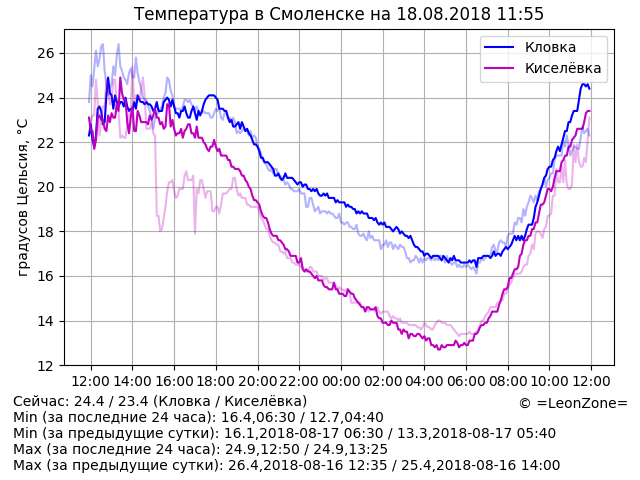 Температура в Смоленске на 18.08.2018 11:55
Кловка
Киселёвка
градусов Цельсия, °C
26
24
22
20
18
16
14
12
12:00 14:00 16:00 18:00 20:00 22:00 00:00 02:00 04:00 06:00 08:00 10:00 12:00
Сейчас: 24.4 / 23.4 (Кловка / Киселёвка)
© =LeonZone=
Min (за последние 24 часа): 16.4,06:30 / 12.7,04:40
Min (за предыдущие сутки): 16.1,2018-08-17 06:30 / 13.3,2018-08-17 05:40
Max (за последние 24 часа): 24.9,12:50 / 24.9,13:25
Max (за предыдущие сутки): 26.4,2018-08-16 12:35 / 25.4,2018-08-16 14:00